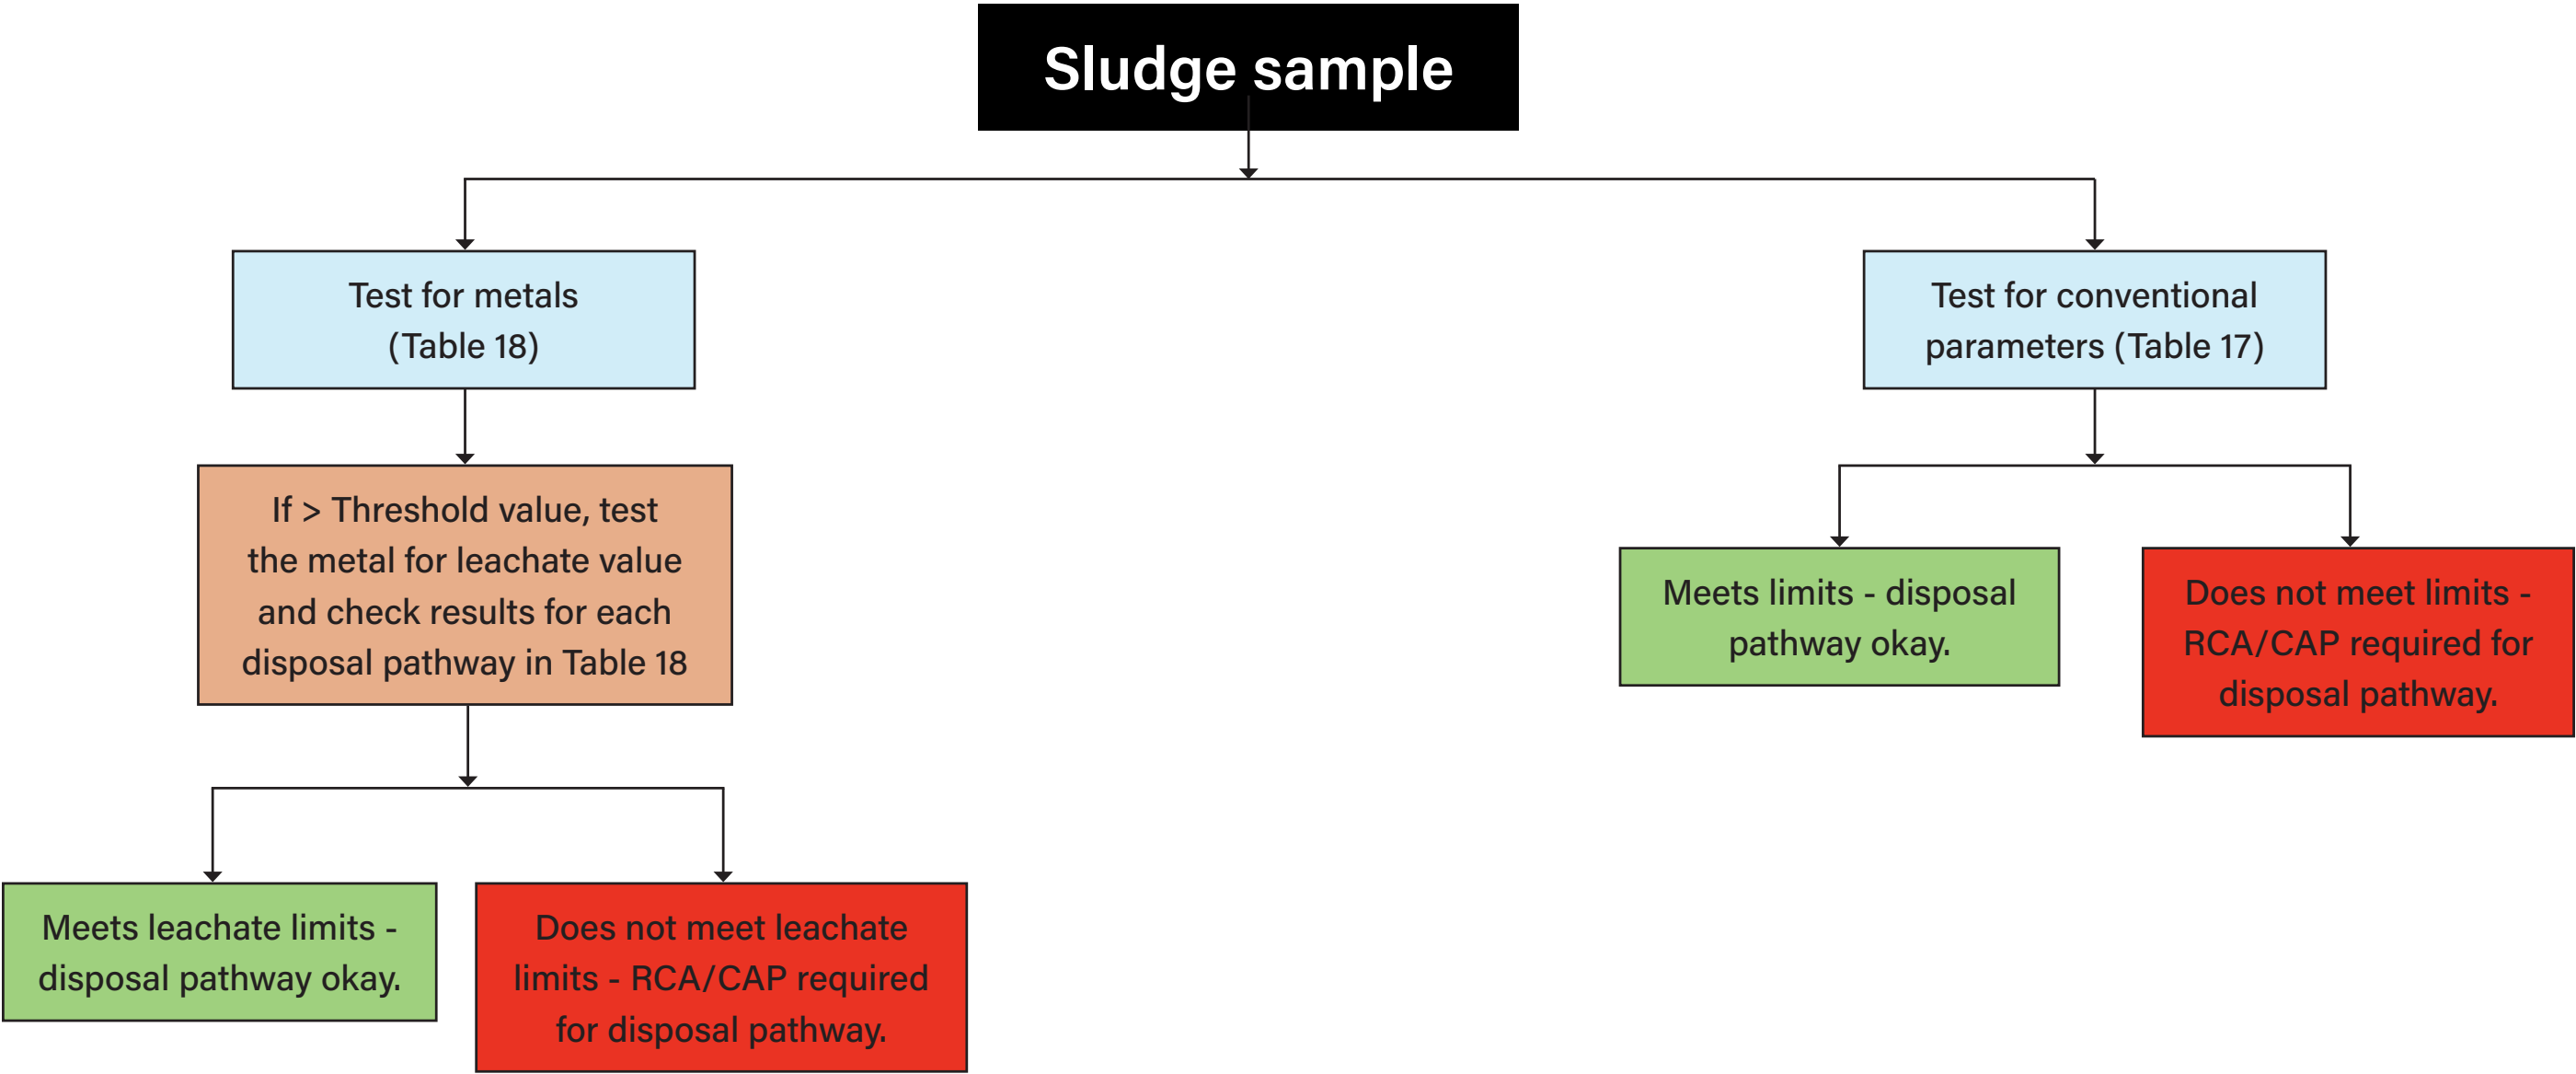 Sludge sample
Test for metals
(Table 18)
Test for conventional
parameters (Table 17)
If > Threshold value, test
the metal for leachate value
and check results for each
disposal pathway in Table 18
Meets limits - disposal
pathway okay.
Does not meet limits -
RCA/CAP required for
disposal pathway.
Meets leachate limits -
disposal pathway okay.
Does not meet leachate
limits - RCA/CAP required
for disposal pathway.